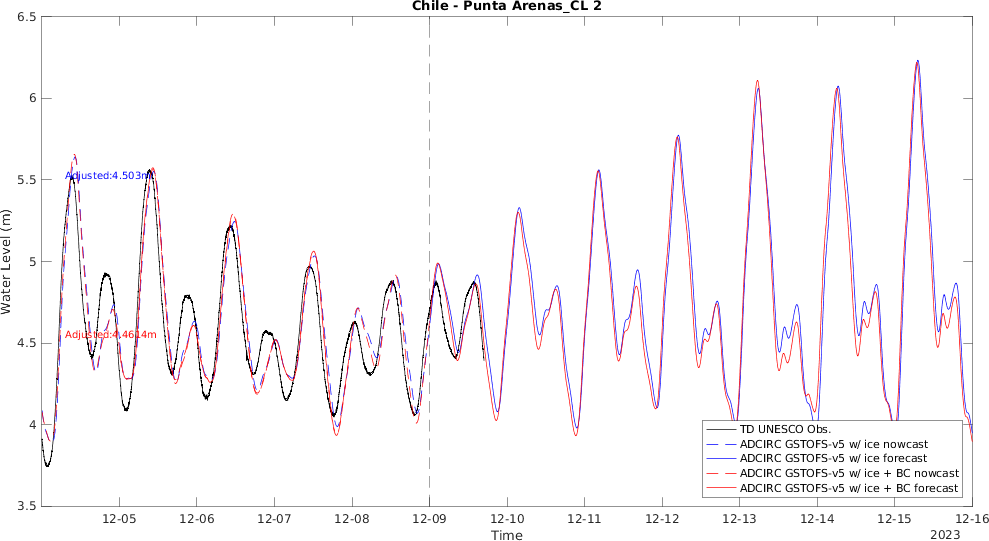 Chile - Punta Arenas_CL 2
6.5
6
5.5
5
4.5
4
3.5
Water Level (m)
Adjusted:4.503m
Adjusted:4.4614m
TD UNESCO Obs.
ADCIRC GSTOFS-v5 w/ ice nowcast
ADCIRC GSTOFS-v5 w/ ice forecast
ADCIRC GSTOFS-v5 w/ ice + BC nowcast
ADCIRC GSTOFS-v5 w/ ice + BC forecast
12-05 12-06 12-07 12-08 12-09 12-10 12-11 12-12 12-13 12-14 12-15 12-16
Time
2023